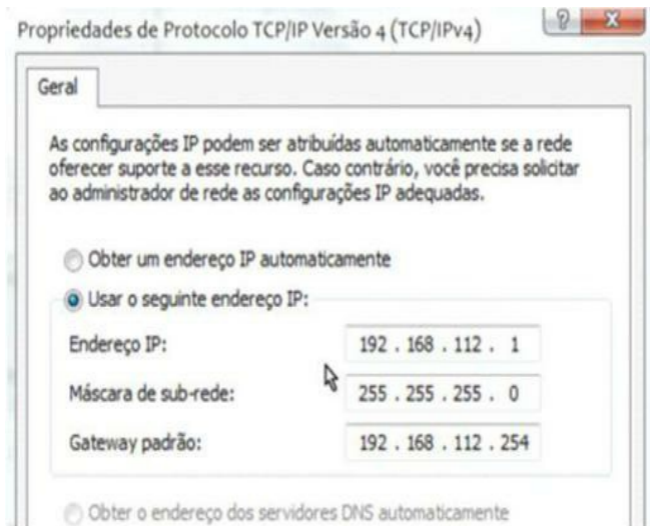 Propriedades de Protocolo TCP/IP Versão 4 (TCP/IPv4)
?
X
Geral
As configurações IP podem ser atribuídas automaticamente se a rede
oferecer suporte a esse recurso. Caso contrário, você precisa solicitar
ao administrador de rede as configurações IP adequadas.
Obter um endereço IP automaticamente
Usar o seguinte endereço IP:
Endereço IP: 192 . 168 . 112 . 1
Máscara de sub-rede: 255 . 255 . 255 . 0
Gateway padrão: 192 . 168 . 112 . 254
Obter o endereço dos servidores DNS automaticamente